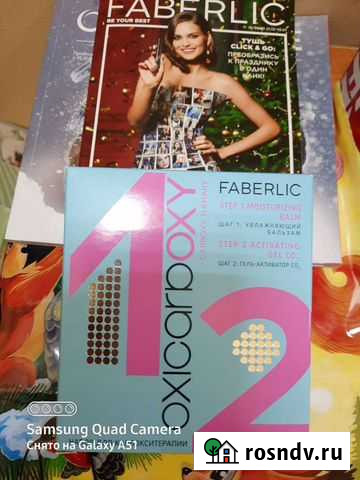 FABERLIC
BE YOUR BEST
ТУШЬ
CLICK & GO:
ПРЕОБРАЗИСЬ
К ПРАЗДНИКУ
В ОДИН
КЛИК!
FABERLIC
STEP 1 MOISTURIZING
BALM
ШАГ 1: УВЛАЖНЯЮЩИЙ
БАЛЬЗАМ
STEP 2 ACTIVATING
GEL CO₂
ШАГ 2: ГЕЛЬ-АКТИВАТОР CO₂
1
2
oxicarboxy
Samsung Quad Camera
Снято на Galaxy A51
rosndv.ru